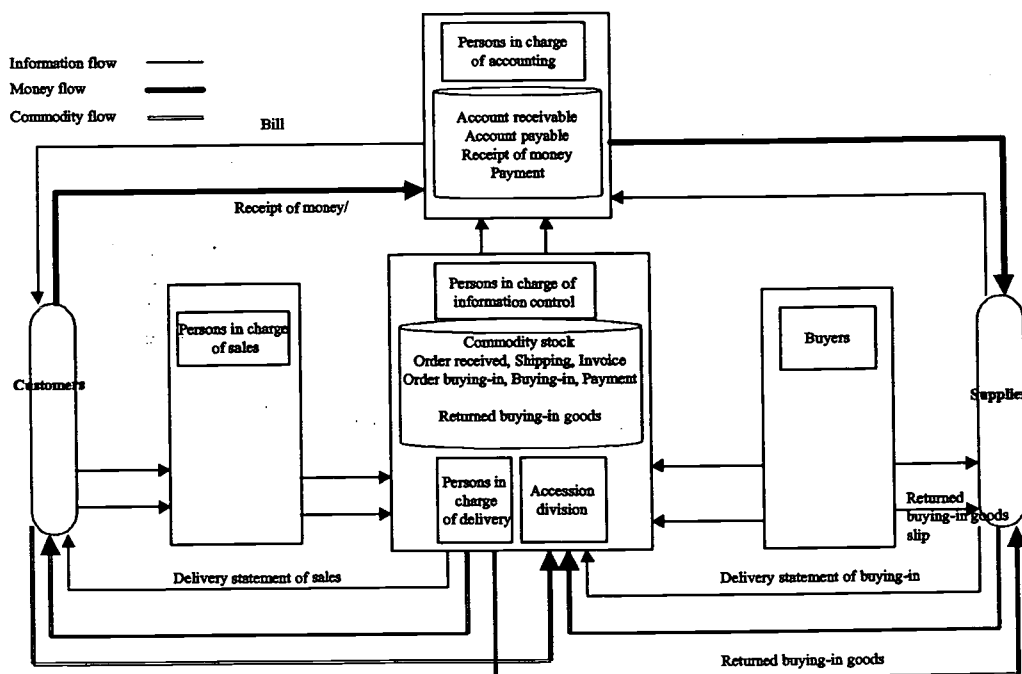 Persons in charge
of accounting
Information flow
Money flow
Commodity flow
Bill
Account receivable
Account payable
Receipt of money
Payment
Receipt of money/
Persons in charge of
information control
Persons in charge
of sales
Buyers
Commodity stock
Order received, Shipping, Invoice
Order buying-in, Buying-in, Payment
Returned buying-in goods
Customers
Supplier
Persons in
charge
of delivery
Accession
division
Returned
buying-in goods
slip
Delivery statement of sales
Delivery statement of buying-in
Returned buying-in goods